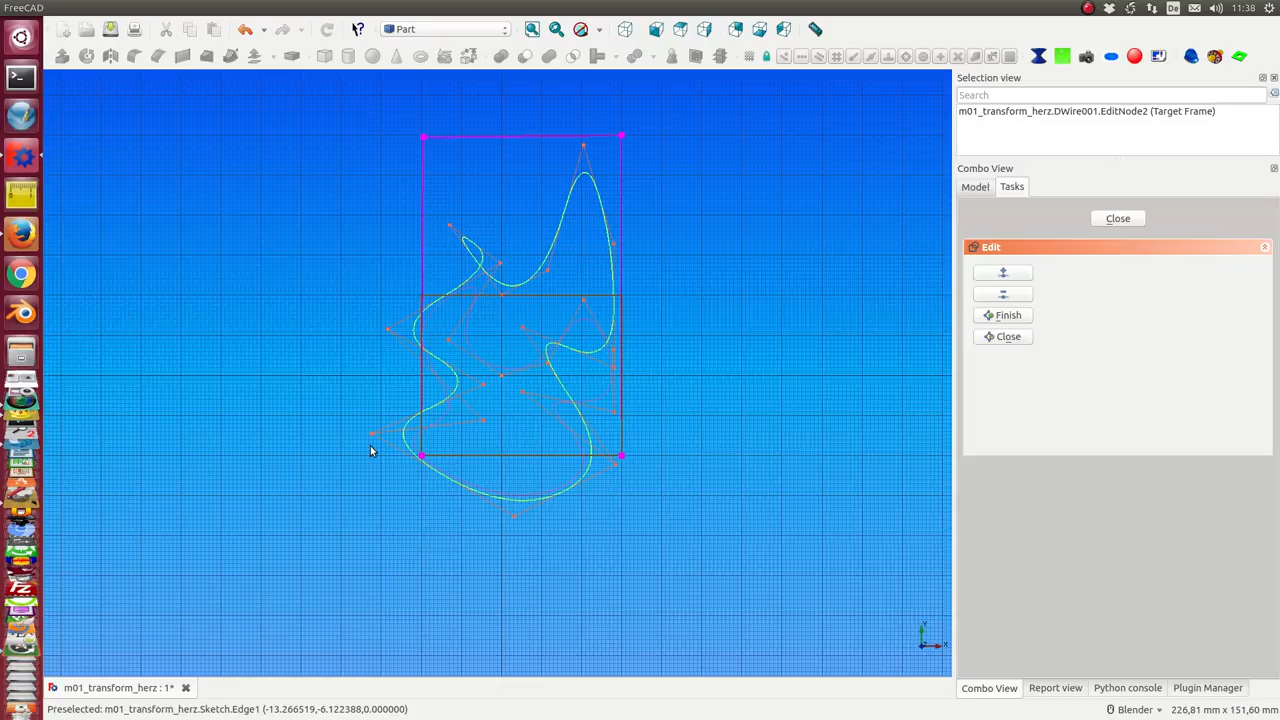 FreeCAD
De
11:38
Part
Selection view
Search
m01_transform_herz.DWire001.EditNode2 (Target Frame)
Combo View
Model
Tasks
Close
Edit
Finish
Close
Y
X
m01_transform_herz : 1*
Combo View
Report view
Python console
Plugin Manager
Preselected: m01_transform_herz.Sketch.Edge1 (-13.266519,-6.122388,0.000000)
Blender
226,81 mm x 151,60 mm